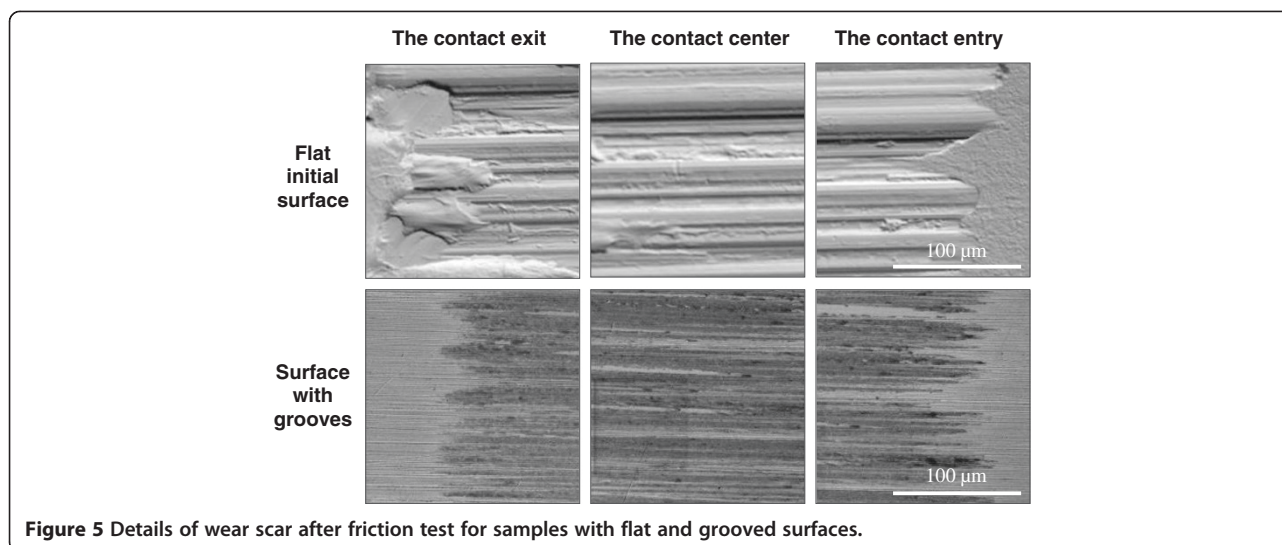 The contact exit The contact center The contact entry
Flat
initial
surface
100 µm
Surface
with
grooves
100 µm
Figure 5 Details of wear scar after friction test for samples with flat and grooved surfaces.